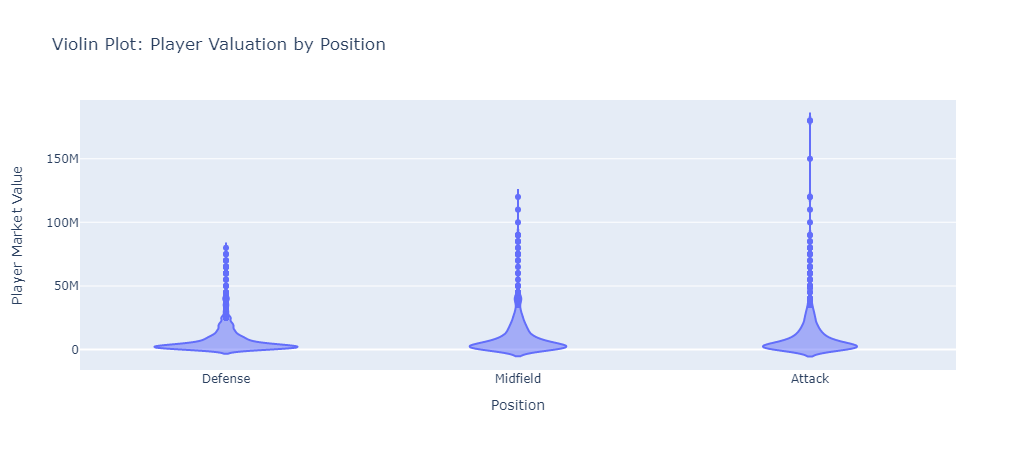 Violin Plot: Player Valuation by Position
Player Market Value
150M
100M
50M
0
Defense
Midfield
Attack
Position